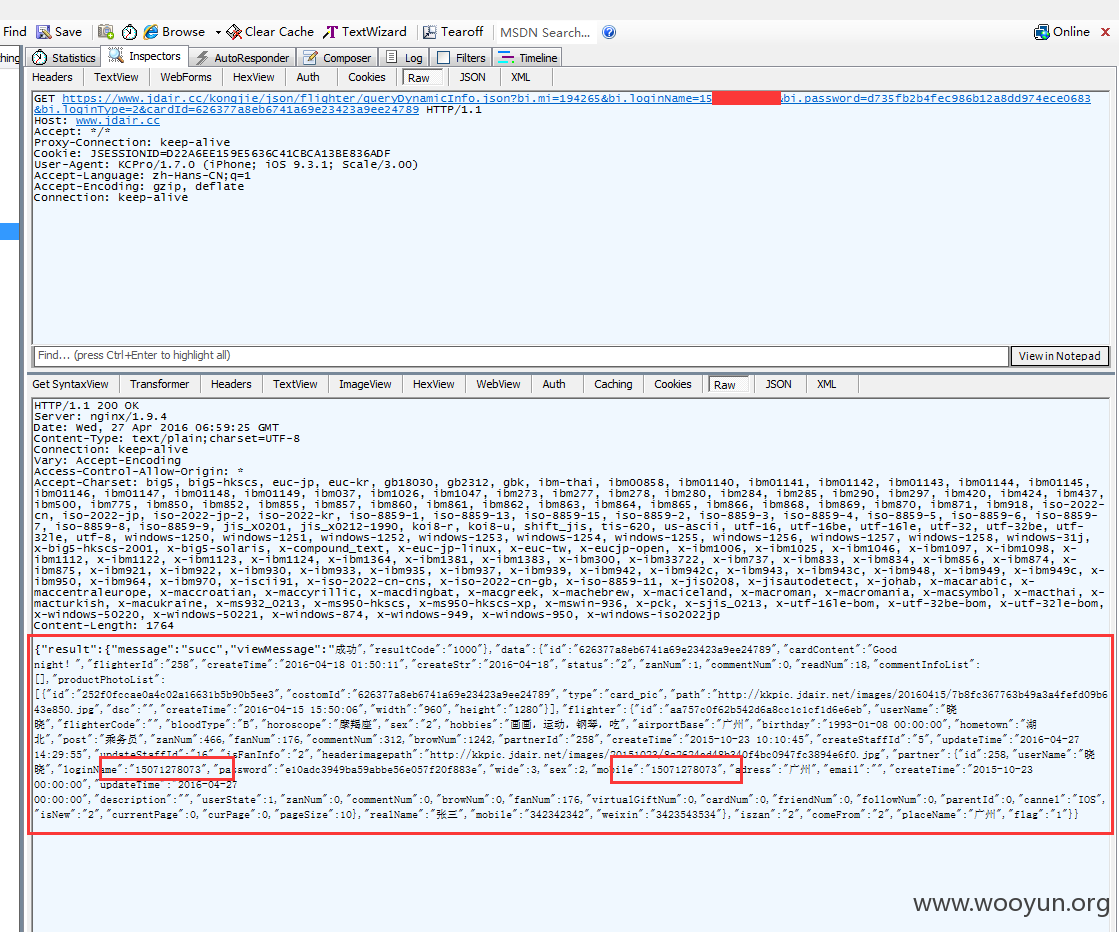 Find Save Browse Clear Cache TextWizard Tearoff MSDN Search... Online
Statistics Inspectors AutoResponder Composer Log Filters Timeline
Headers TextView WebForms HexView Auth Cookies Raw JSON XML
GET https://www.jdair.cc/kongjie/json/flighter/queryDynamicInfo.json?bi.mi=194265&bi.loginName=15 &bi.password=d735fb2b4fec986b12a8dd974ece0683
&bi.loginType=2&cardId=626377a8eb6741a69e23423a9ee24789 HTTP/1.1
Host: www.jdair.cc
Accept: */*
Proxy-Connection: keep-alive
Cookie: JSESSIONID=D22A6EE159E5636C41CBCA13BE836ADF
User-Agent: KCPro/1.7.0 (iPhone; iOS 9.3.1; Scale/3.00)
Accept-Language: zh-Hans-CN;q=1
Accept-Encoding: gzip, deflate
Connection: keep-alive
Find... (press Ctrl+Enter to highlight all) View in Notepad
Get SyntaxView Transformer Headers TextView ImageView HexView WebView Auth Caching Cookies Raw JSON XML
HTTP/1.1 200 OK
Server: nginx/1.9.4
Date: Wed, 27 Apr 2016 06:59:25 GMT
Content-Type: text/plain;charset=UTF-8
Connection: keep-alive
Vary: Accept-Encoding
Access-Control-Allow-Origin: *
Accept-Charset: big5, big5-hkscs, euc-jp, euc-kr, gb18030, gb2312, gbk, ibm-thai, ibm00858, ibm01140, ibm01141, ibm01142, ibm01143, ibm01144, ibm01145,
ibm01146, ibm01147, ibm01148, ibm01149, ibm037, ibm1026, ibm1047, ibm273, ibm277, ibm278, ibm280, ibm284, ibm285, ibm290, ibm297, ibm420, ibm424, ibm437,
ibm500, ibm775, ibm850, ibm852, ibm855, ibm857, ibm860, ibm861, ibm862, ibm863, ibm864, ibm865, ibm866, ibm868, ibm869, ibm870, ibm871, ibm918, iso-2022-
cn, iso-2022-jp, iso-2022-jp-2, iso-2022-kr, iso-8859-1, iso-8859-13, iso-8859-15, iso-8859-2, iso-8859-3, iso-8859-4, iso-8859-5, iso-8859-6, iso-8859-
7, iso-8859-8, iso-8859-9, jis_x0201, jis_x0212-1990, koi8-r, koi8-u, shift_jis, tis-620, us-ascii, utf-16, utf-16be, utf-16le, utf-32, utf-32be, utf-
32le, utf-8, windows-1250, windows-1251, windows-1252, windows-1253, windows-1254, windows-1255, windows-1256, windows-1257, windows-1258, windows-31j,
x-big5-hkscs-2001, x-big5-solaris, x-compound_text, x-euc-jp-linux, x-euc-tw, x-eucjp-open, x-ibm1006, x-ibm1025, x-ibm1046, x-ibm1097, x-ibm1098, x-
ibm1112, x-ibm1122, x-ibm1123, x-ibm1124, x-ibm1364, x-ibm1381, x-ibm1383, x-ibm300, x-ibm33722, x-ibm737, x-ibm833, x-ibm834, x-ibm856, x-ibm874, x-
ibm875, x-ibm921, x-ibm922, x-ibm930, x-ibm933, x-ibm935, x-ibm937, x-ibm939, x-ibm942, x-ibm942c, x-ibm943, x-ibm943c, x-ibm948, x-ibm949, x-ibm949c, x-
ibm950, x-ibm964, x-ibm970, x-iscii91, x-iso-2022-cn-cns, x-iso-2022-cn-gb, x-iso-8859-11, x-jis0208, x-jisautodetect, x-johab, x-macarabic, x-
maccentraleurope, x-maccroatian, x-maccyrillic, x-macdingbat, x-macgreek, x-machebrew, x-maciceland, x-macroman, x-macromania, x-macsymbol, x-macthai, x-
macturkish, x-macukraine, x-ms932_0213, x-ms950-hkscs, x-ms950-hkscs-xp, x-mswin-936, x-pck, x-sjis_0213, x-utf-16le-bom, x-utf-32be-bom, x-utf-32le-bom,
x-windows-50220, x-windows-50221, x-windows-874, x-windows-949, x-windows-950, x-windows-iso2022jp
Content-Length: 1764
{"result":{"message":"succ","viewMessage":"成功","resultCode":"1000"},"data":{"id":"626377a8eb6741a69e23423a9ee24789","cardContent":"Good
night! ","flighterId":"258","createTime":"2016-04-18 01:50:11","createStr":"2016-04-18","status":"2","zanNum":1,"commentNum":0,"readNum":18,"commentInfoList":
[],"productPhotoList":
[{"id":"252f0fccae0a4c02a16631b5b90b5ee3","costomId":"626377a8eb6741a69e23423a9ee24789","type":"card_pic","path":"http://kkpic.jdair.net/images/20160415/7b8fc367763b49a3a4fefd09b6
43e850.jpg","dsc":"","createTime":"2016-04-15 15:50:06","width":"960","height":"1280"}],"flighter":{"id":"aa757c0f62b542d6a8cc1c1cf1d6e6eb","userName":"晓
晓","flighterCode":"","bloodType":"B","horoscope":"摩羯座","sex":"2","hobbies":"画画，运动，钢琴，吃","airportBase":"广州","birthday":"1993-01-08 00:00:00","hometown":"湖
北","post":"乘务员","zanNum":466,"fanNum":176,"commentNum":312,"browNum":1242,"partnerId":"258","createTime":"2015-10-23 10:10:45","createStaffId":"5","updateTime":"2016-04-27
14:29:55","updateStaffId":"16","isFanInfo":"2","headerimagepath":"http://kkpic.jdair.net/images/20151023/8e2624ed48b340f4bc0947fc3894e6f0.jpg","partner":{"id":258,"userName":"晓
晓","loginName":"15071278073","password":"e10adc3949ba59abbe56e057f20f883e","wide":3,"sex":2,"mobile":"15071278073","adress":"广州","email":"","createTime":"2015-10-23
00:00:00","updateTime":"2016-04-27
00:00:00","description":"","userState":1,"zanNum":0,"commentNum":0,"browNum":0,"fanNum":176,"virtualGiftNum":0,"cardNum":0,"friendNum":0,"followNum":0,"parentId":0,"cannel":"IOS",
"isNew":"2","currentPage":0,"curPage":0,"pageSize":10},"realName":"张三","mobile":"342342342","weixin":"3423543534"},"iszan":"2","comeFrom":"2","placeName":"广州","flag":"1"}}
www.wooyun.org